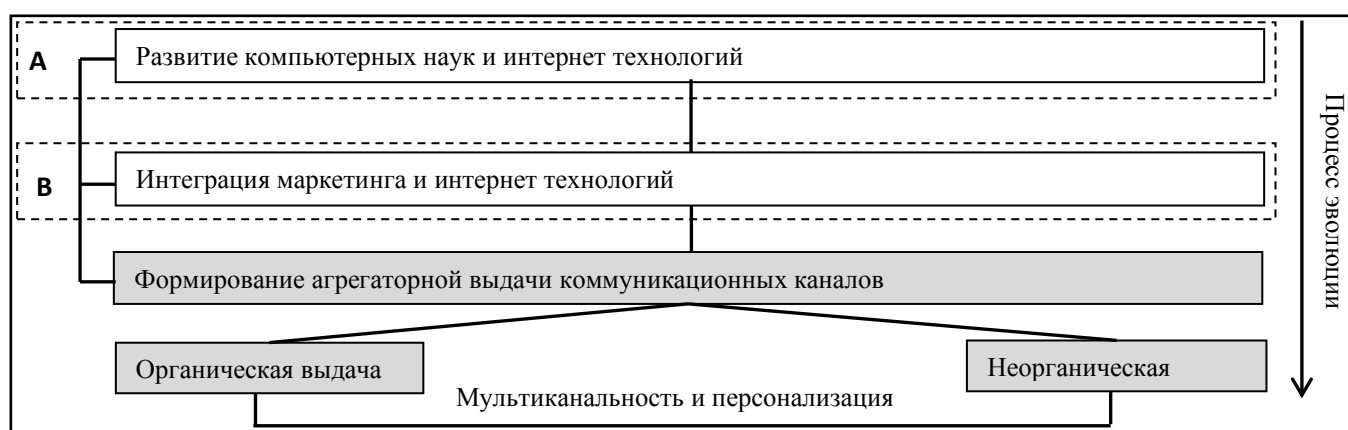 A
Развитие компьютерных наук и интернет технологий
B
Интеграция маркетинга и интернет технологий
Формирование агрегаторной выдачи коммуникационных каналов
Органическая выдача
Неорганическая
Мультиканальность и персонализация
Процесс эволюции